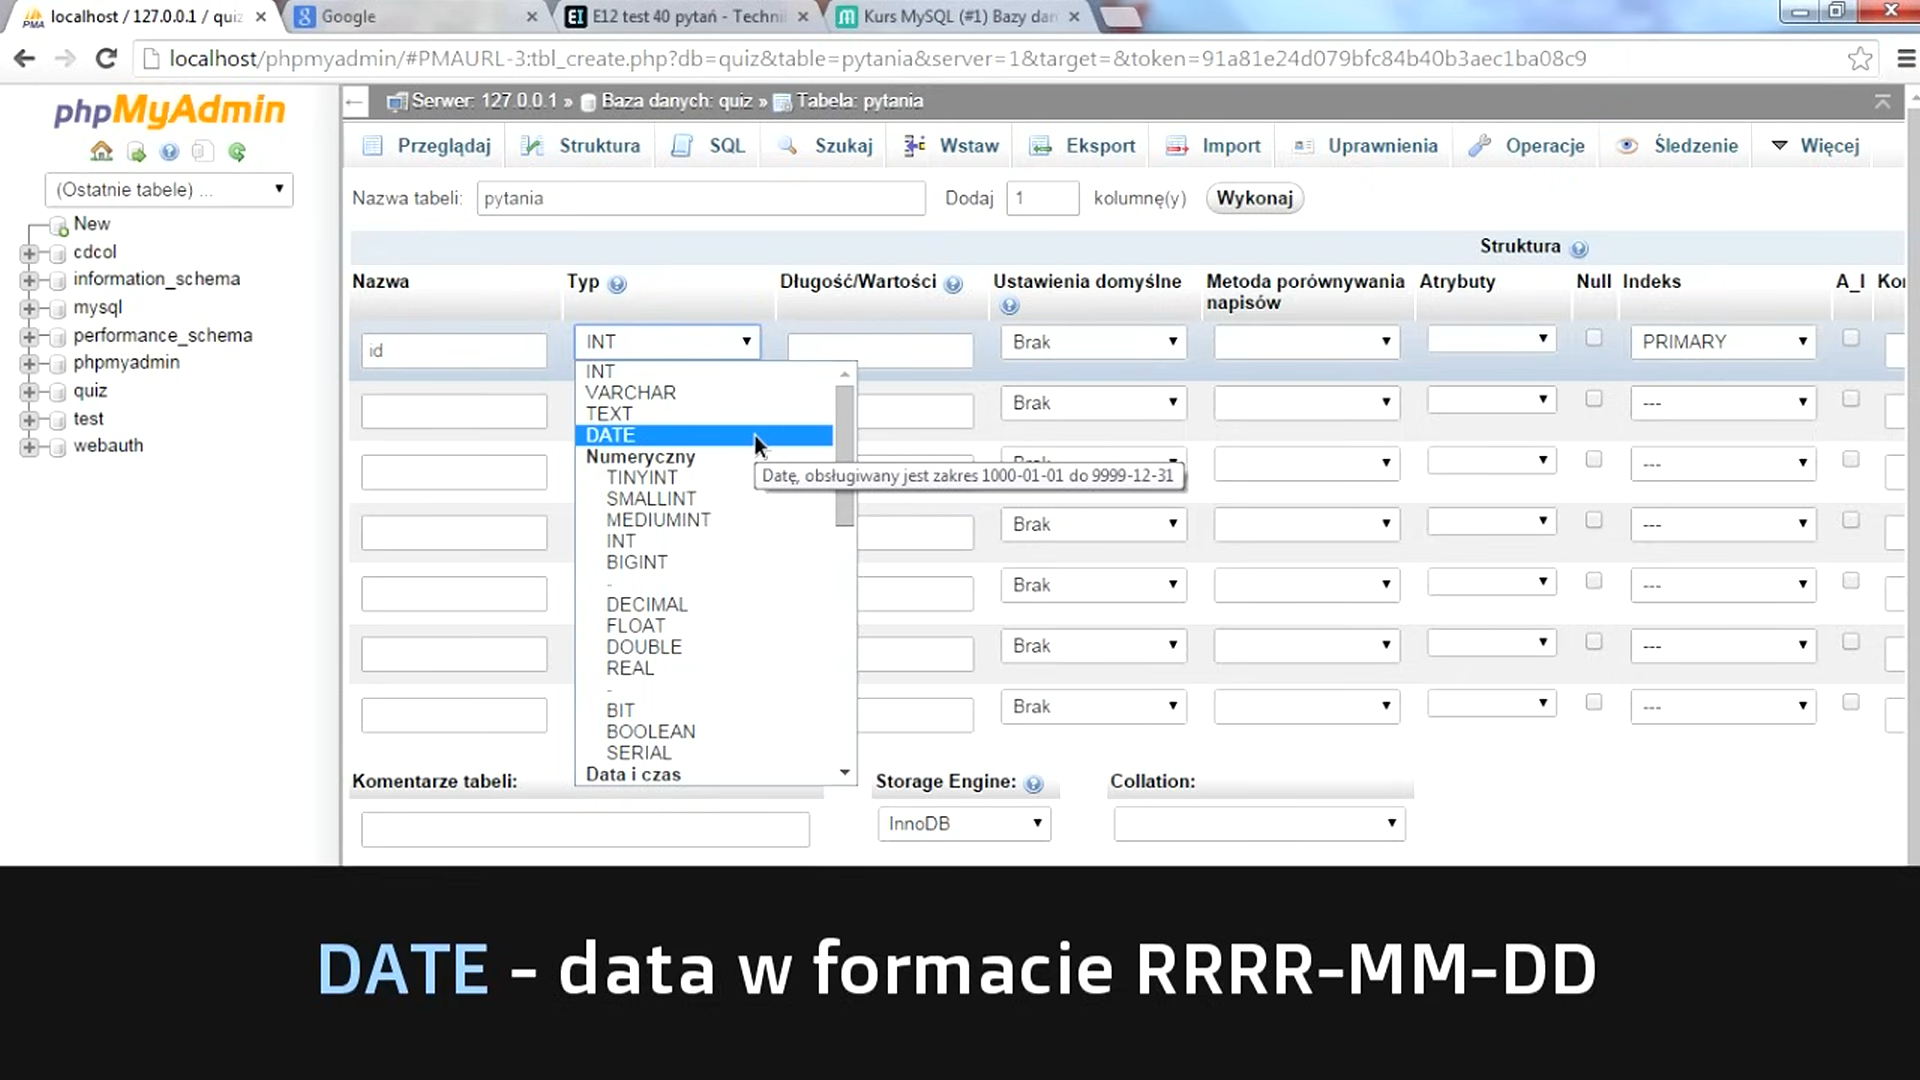 localhost / 127.0.0.1 / quiz
Google
E12 test 40 pytań - Techni
Kurs MySQL (#1) Bazy dan
localhost/phpmyadmin/#PMAURL-3:tbl_create.php?db=quiz&table=pytania&server=1&target=&token=91a81e24d079bfc84b40b3aec1ba08c9
phpMyAdmin
Serwer: 127.0.0.1 » Baza danych: quiz » Tabela: pytania
Przeglądaj Struktura SQL Szukaj Wstaw Eksport Import Uprawnienia Operacje Śledzenie Więcej
(Ostatnie tabele) ...
New
cdcol
information_schema
mysql
performance_schema
phpmyadmin
quiz
test
webauth
Nazwa tabeli: pytania Dodaj 1 kolumnę(y) Wykonaj
Struktura
Nazwa Typ Długość/Wartości Ustawienia domyślne Metoda porównywania napisów Atrybuty Null Indeks A_I
id INT Brak PRIMARY
INT
VARCHAR
TEXT
DATE
Numeryczny
TINYINT
SMALLINT
MEDIUMINT
INT
BIGINT
-
DECIMAL
FLOAT
DOUBLE
REAL
-
BIT
BOOLEAN
SERIAL
Data i czas
Datę, obsługiwany jest zakres 1000-01-01 do 9999-12-31
Brak ---
---
Brak ---
Brak ---
Brak ---
Brak ---
Komentarze tabeli: Storage Engine: Collation:
InnoDB
DATE - data w formacie RRRR-MM-DD